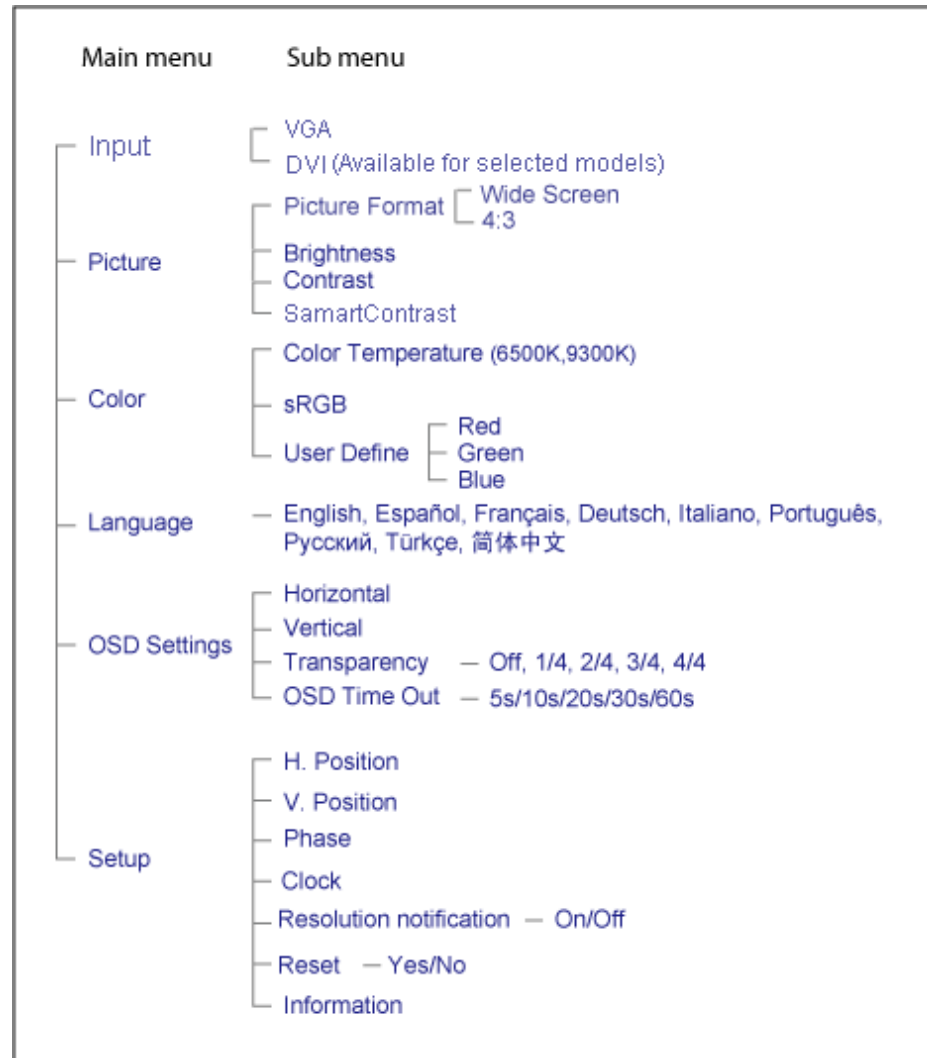 Main menu Sub menu
Input
VGA
DVI (Available for selected models)
Picture
Picture Format
Wide Screen
4:3
Brightness
Contrast
SamartContrast
Color
Color Temperature (6500K,9300K)
sRGB
User Define
Red
Green
Blue
Language
English, Español, Français, Deutsch, Italiano, Português,
Русский, Türkçe, 简体中文
OSD Settings
Horizontal
Vertical
Transparency — Off, 1/4, 2/4, 3/4, 4/4
OSD Time Out — 5s/10s/20s/30s/60s
Setup
H. Position
V. Position
Phase
Clock
Resolution notification — On/Off
Reset — Yes/No
Information